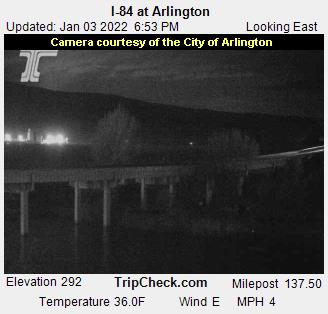 I-84 at Arlington
Updated: Jan 03 2022 6:53 PM Looking East
Camera courtesy of the City of Arlington
Elevation 292 TripCheck.com Milepost 137.50
Temperature 36.0F Wind E MPH 4